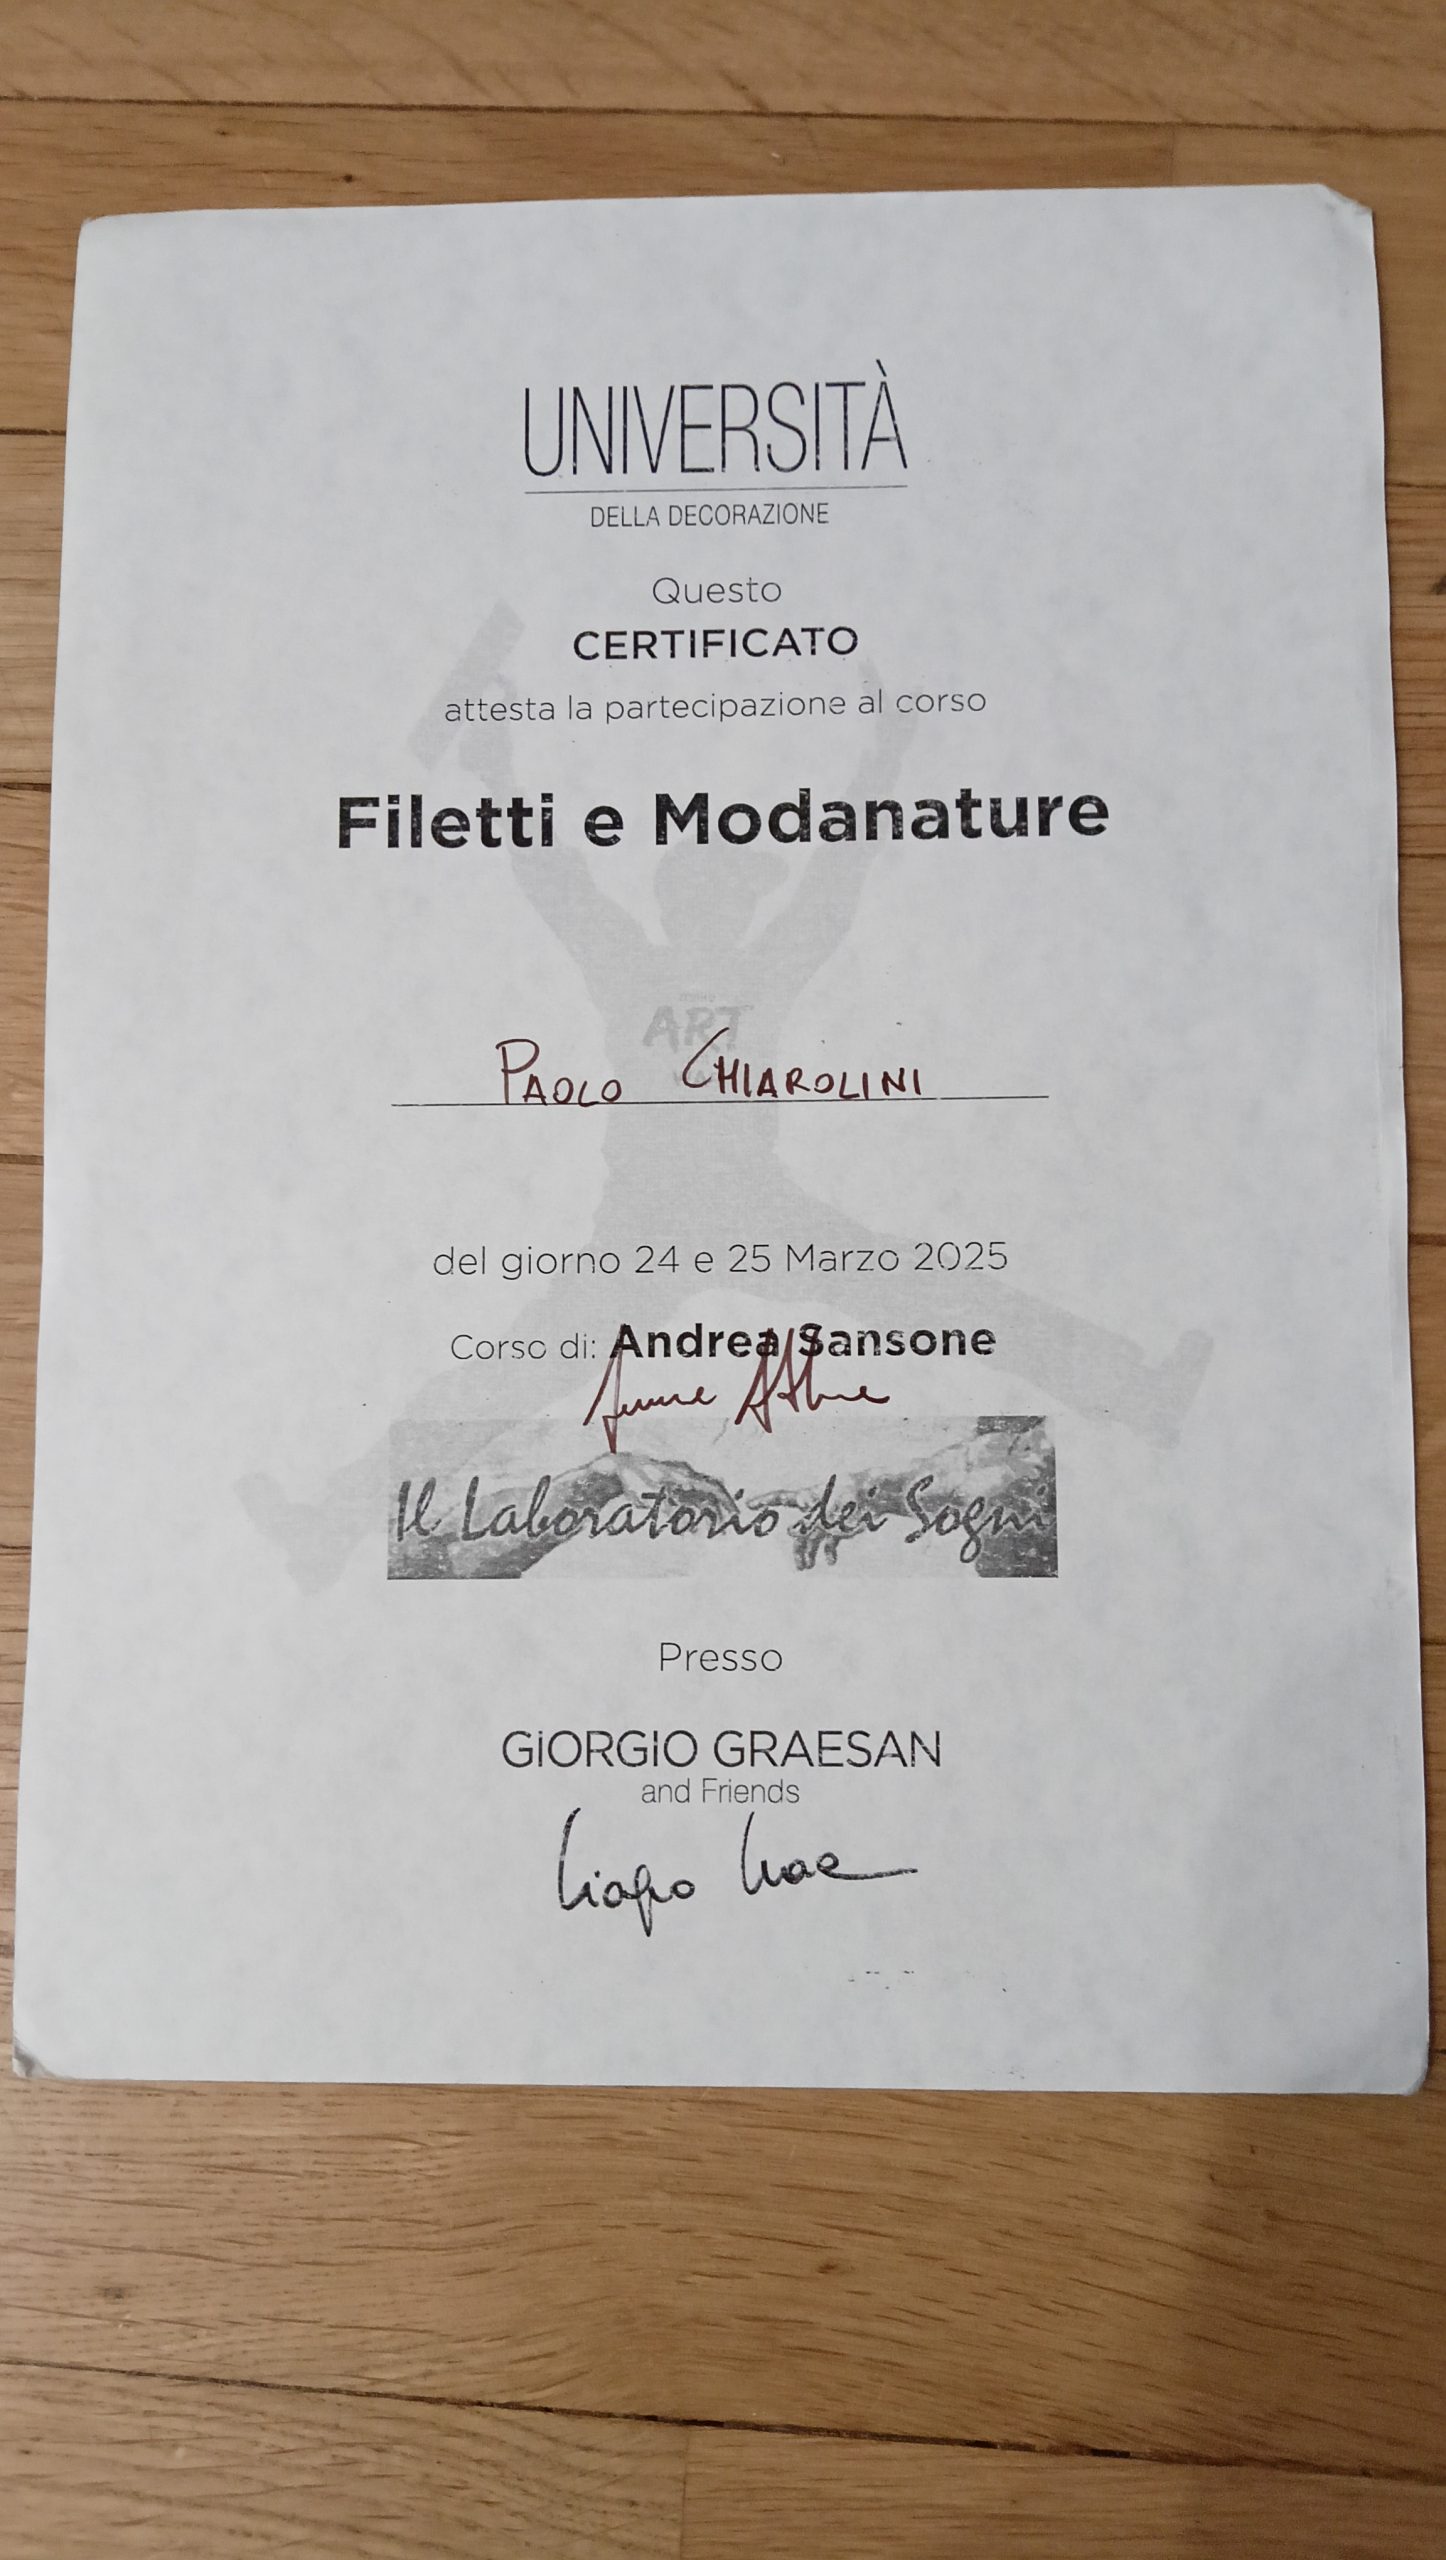 UNIVERSITÀ
DELLA DECORAZIONE
Questo
CERTIFICATO
attesta la partecipazione al corso
Filetti e Modanature
ART
PAOLO CHIAROLINI
del giorno 24 e 25 Marzo 2025
Corso di: Andrea Sansone
Il Laboratorio dei Sogni
Presso
GiORGIO GRAESAN
and Friends